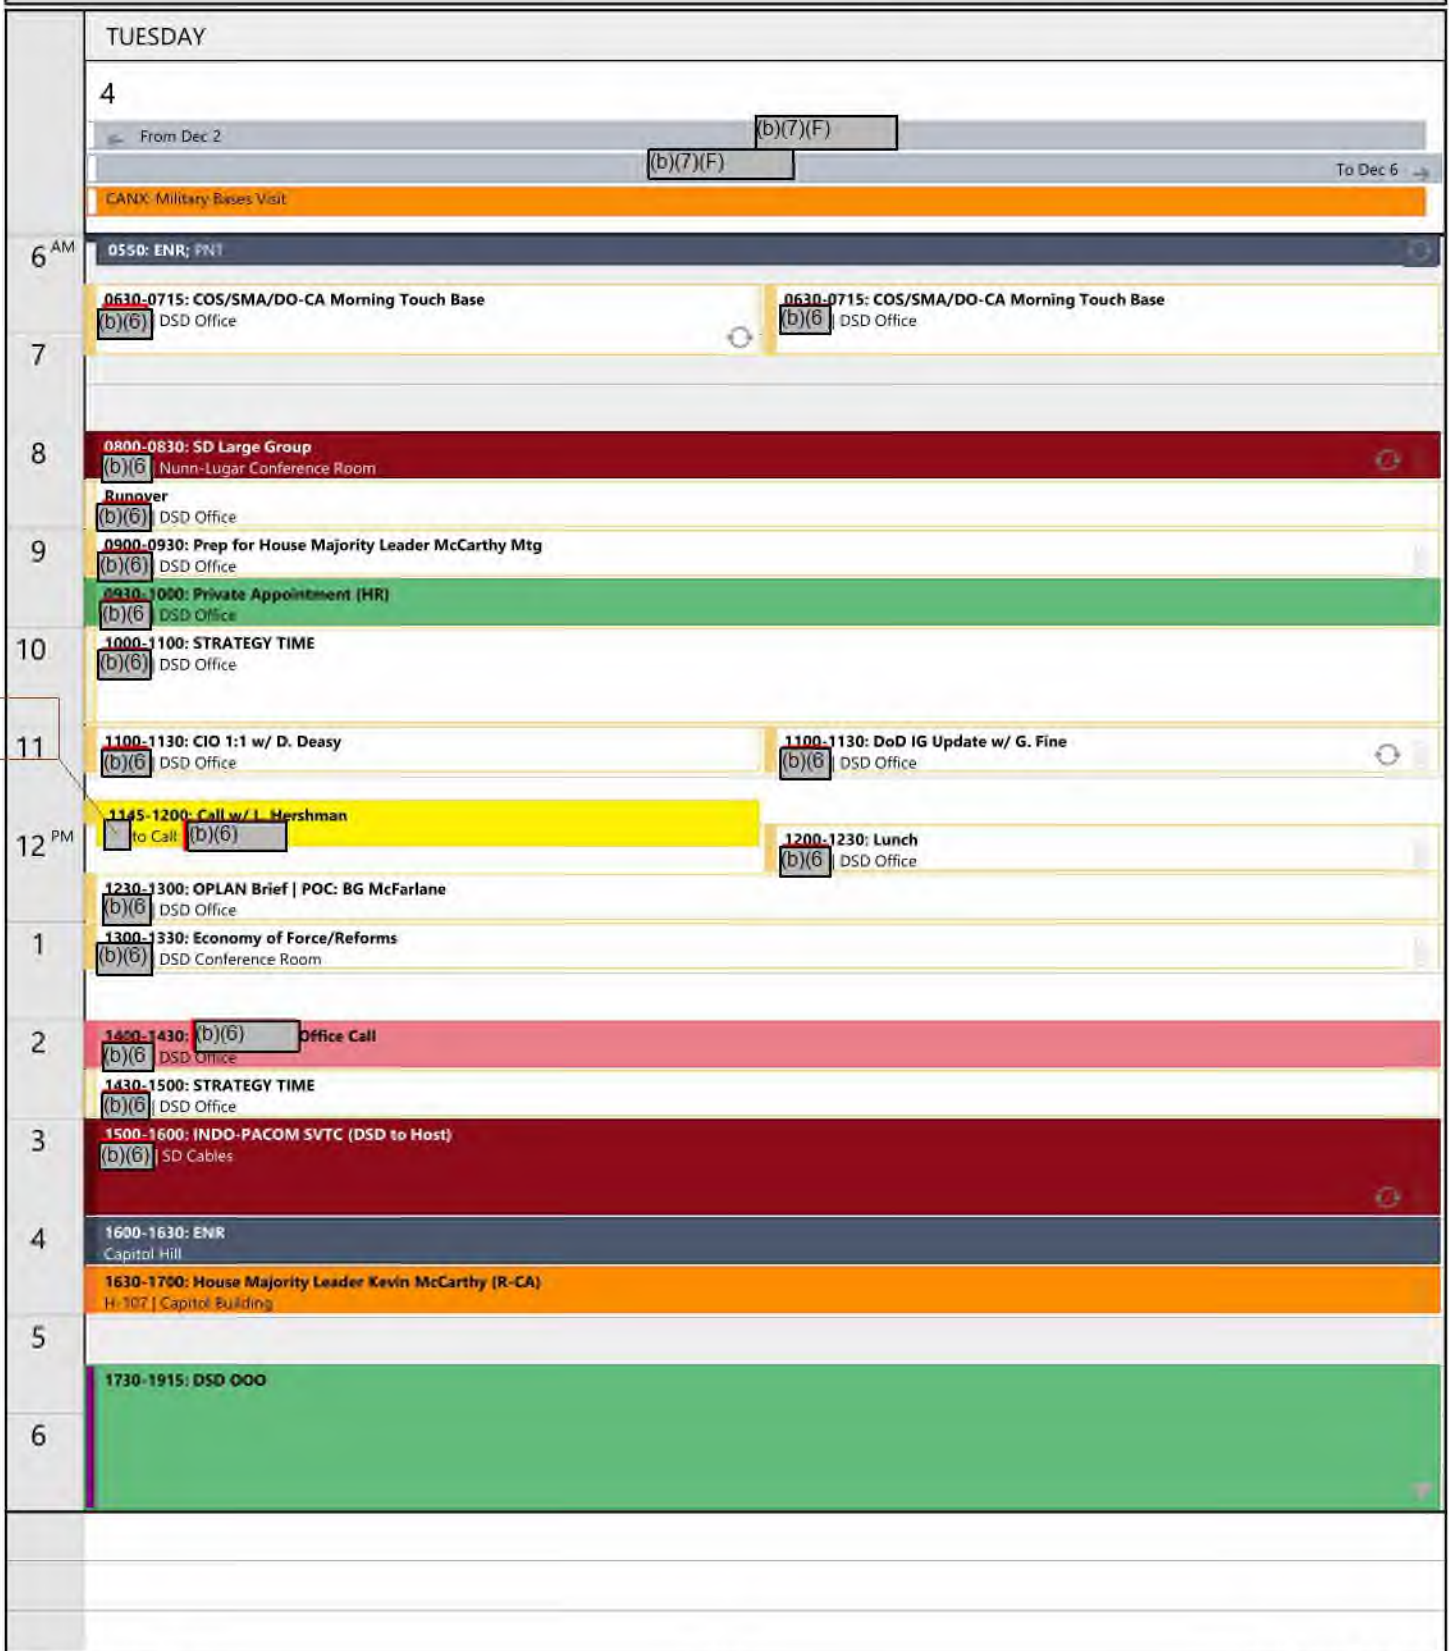 TUESDAY
4
From Dec 2 (b)(7)(F)
(b)(7)(F) To Dec 6
CANX: Military Bases Visit
6 AM
0550: ENR; PNT
0630-0715: COS/SMA/DO-CA Morning Touch Base
(b)(6) | DSD Office
0630-0715: COS/SMA/DO-CA Morning Touch Base
(b)(6 | DSD Office
7
8
0800-0830: SD Large Group
(b)(6 | Nunn-Lugar Conference Room
Runover
(b)(6) | DSD Office
9
0900-0930: Prep for House Majority Leader McCarthy Mtg
(b)(6) | DSD Office
0930-1000: Private Appointment (HR)
(b)(6 | DSD Office
10
1000-1100: STRATEGY TIME
(b)(6) | DSD Office
11
1100-1130: CIO 1:1 w/ D. Deasy
(b)(6 | DSD Office
1100-1130: DoD IG Update w/ G. Fine
(b)(6 | DSD Office
1145-1200: Call w/ L. Hershman
to Call (b)(6)
12 PM
1200-1230: Lunch
(b)(6 | DSD Office
1230-1300: OPLAN Brief | POC: BG McFarlane
(b)(6 | DSD Office
1
1300-1330: Economy of Force/Reforms
(b)(6) | DSD Conference Room
2
1400-1430: (b)(6) Office Call
(b)(6 | DSD Office
1430-1500: STRATEGY TIME
(b)(6 | DSD Office
3
1500-1600: INDO-PACOM SVTC (DSD to Host)
(b)(6) | SD Cables
4
1600-1630: ENR
Capitol Hill
1630-1700: House Majority Leader Kevin McCarthy (R-CA)
H-107 | Capitol Building
5
1730-1915: DSD OOO
6